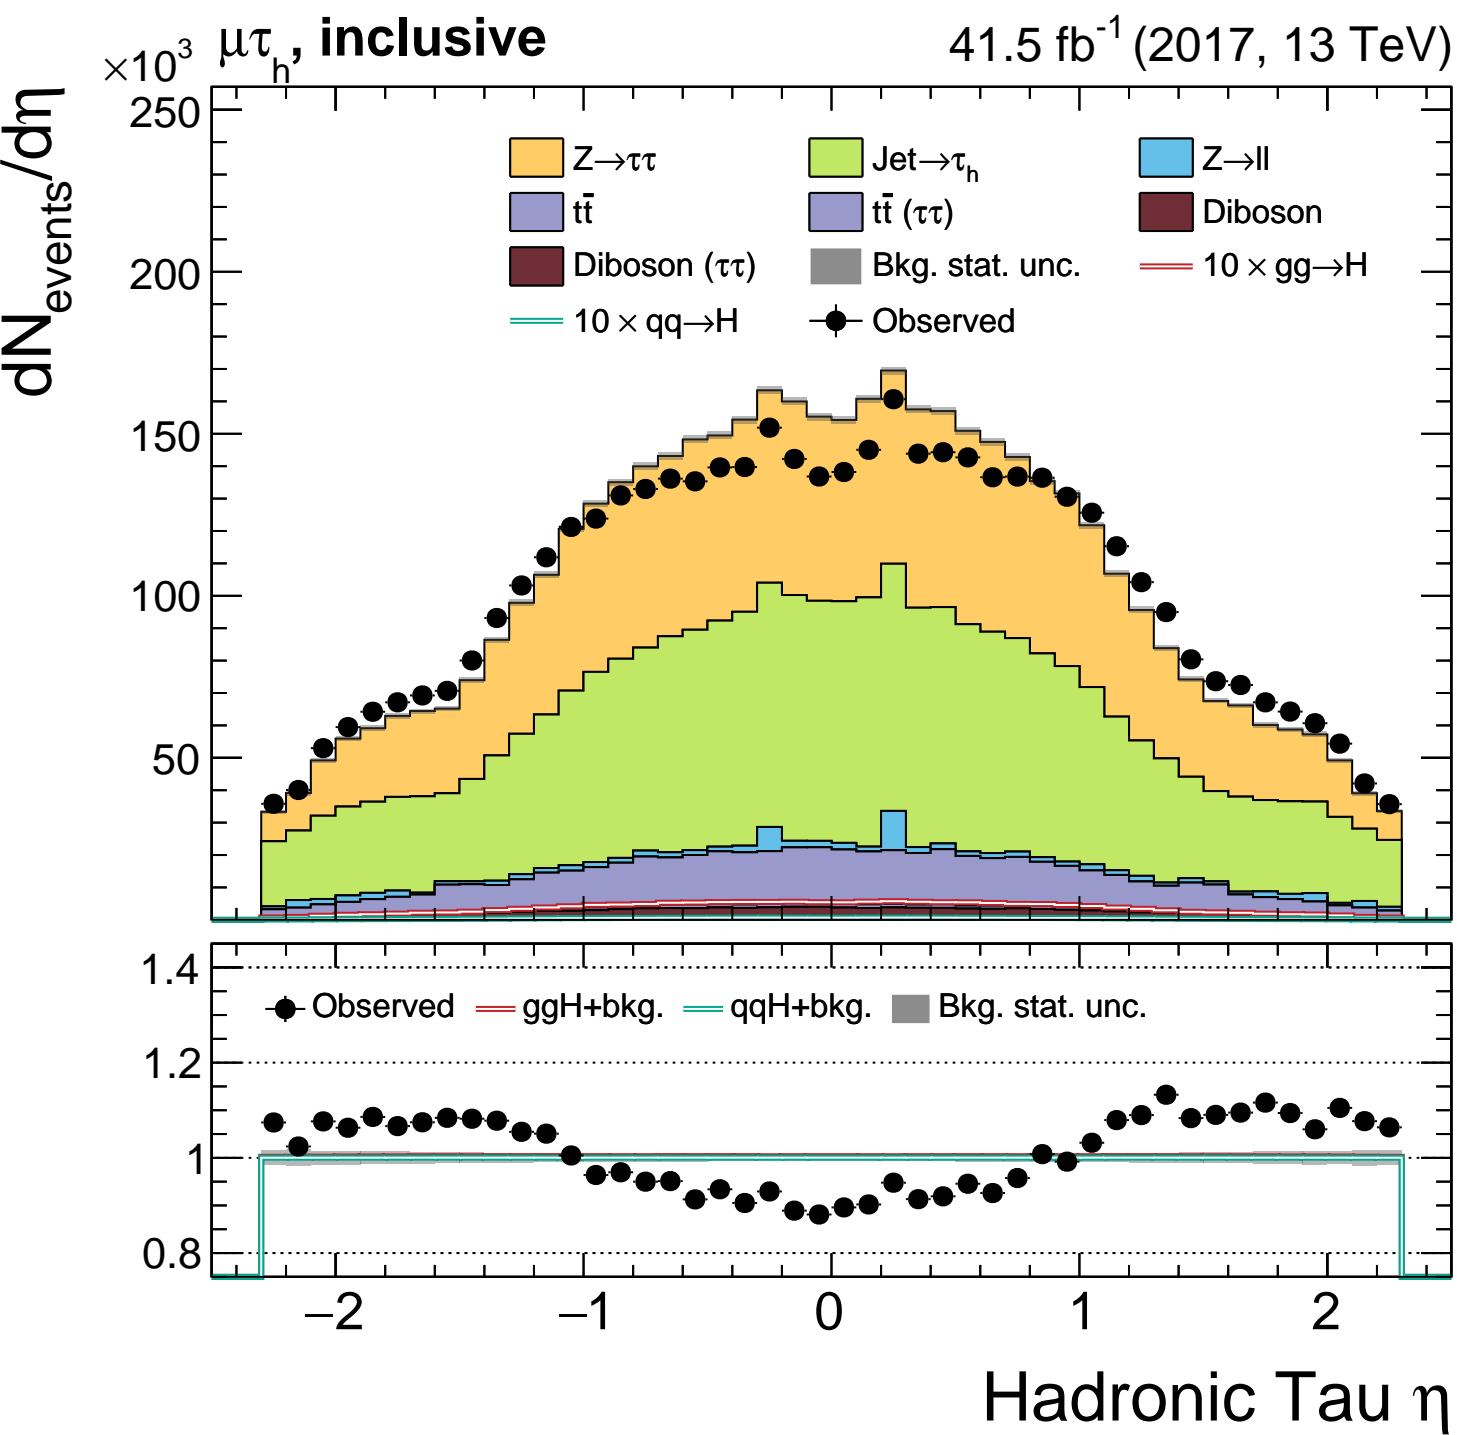 ×10³ μτₕ, inclusive 41.5 fb⁻¹ (2017, 13 TeV)
dN_events/dη
250
200
150
100
50
Z→ττ Jet→τₕ Z→ll
tt̄ tt̄ (ττ) Diboson
Diboson (ττ) Bkg. stat. unc. 10 × gg→H
10 × qq→H Observed
1.4
1.2
1
0.8
Observed ggH+bkg. qqH+bkg. Bkg. stat. unc.
−2 −1 0 1 2
Hadronic Tau η